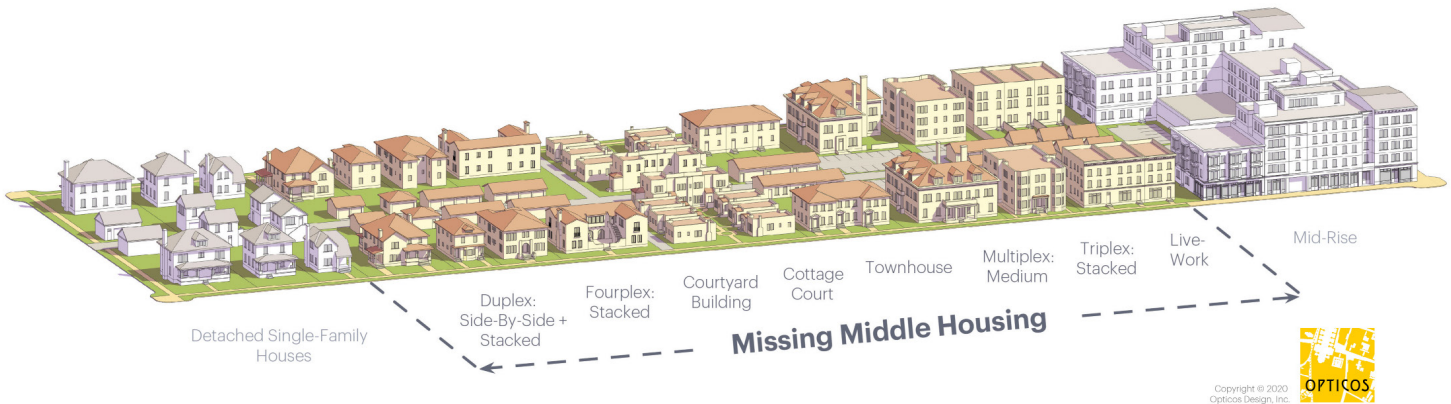 Detached Single-Family
Houses
Duplex:
Side-By-Side +
Stacked
Fourplex:
Stacked
Courtyard
Building
Cottage
Court
Townhouse
Multiplex:
Medium
Triplex:
Stacked
Live-
Work
Mid-Rise
Missing Middle Housing
Copyright © 2020
Opticos Design, Inc.
OPTICOS